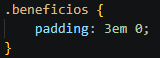 .beneficios {
    padding: 3em 0;
}